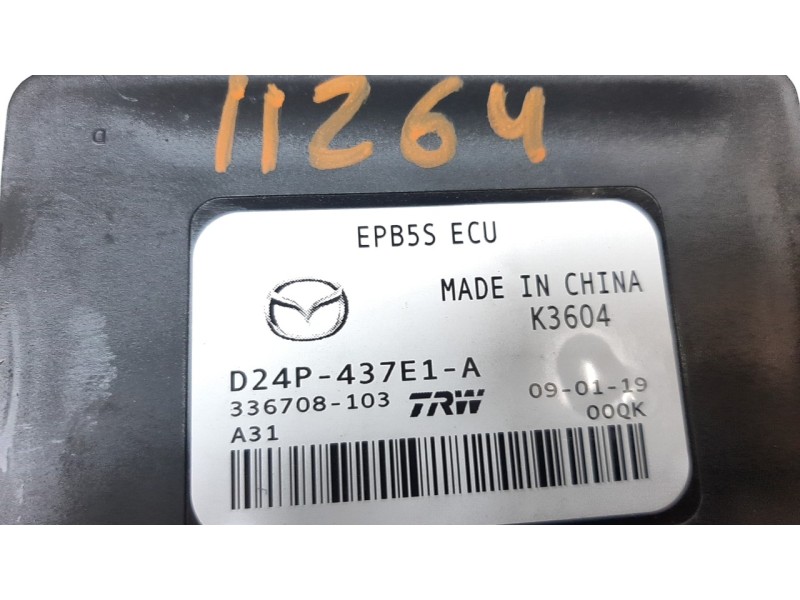 11264
EPB5S ECU
MADE IN CHINA
K3604
D24P-437E1-A
336708-103 TRW 09-01-19
A31 00QK